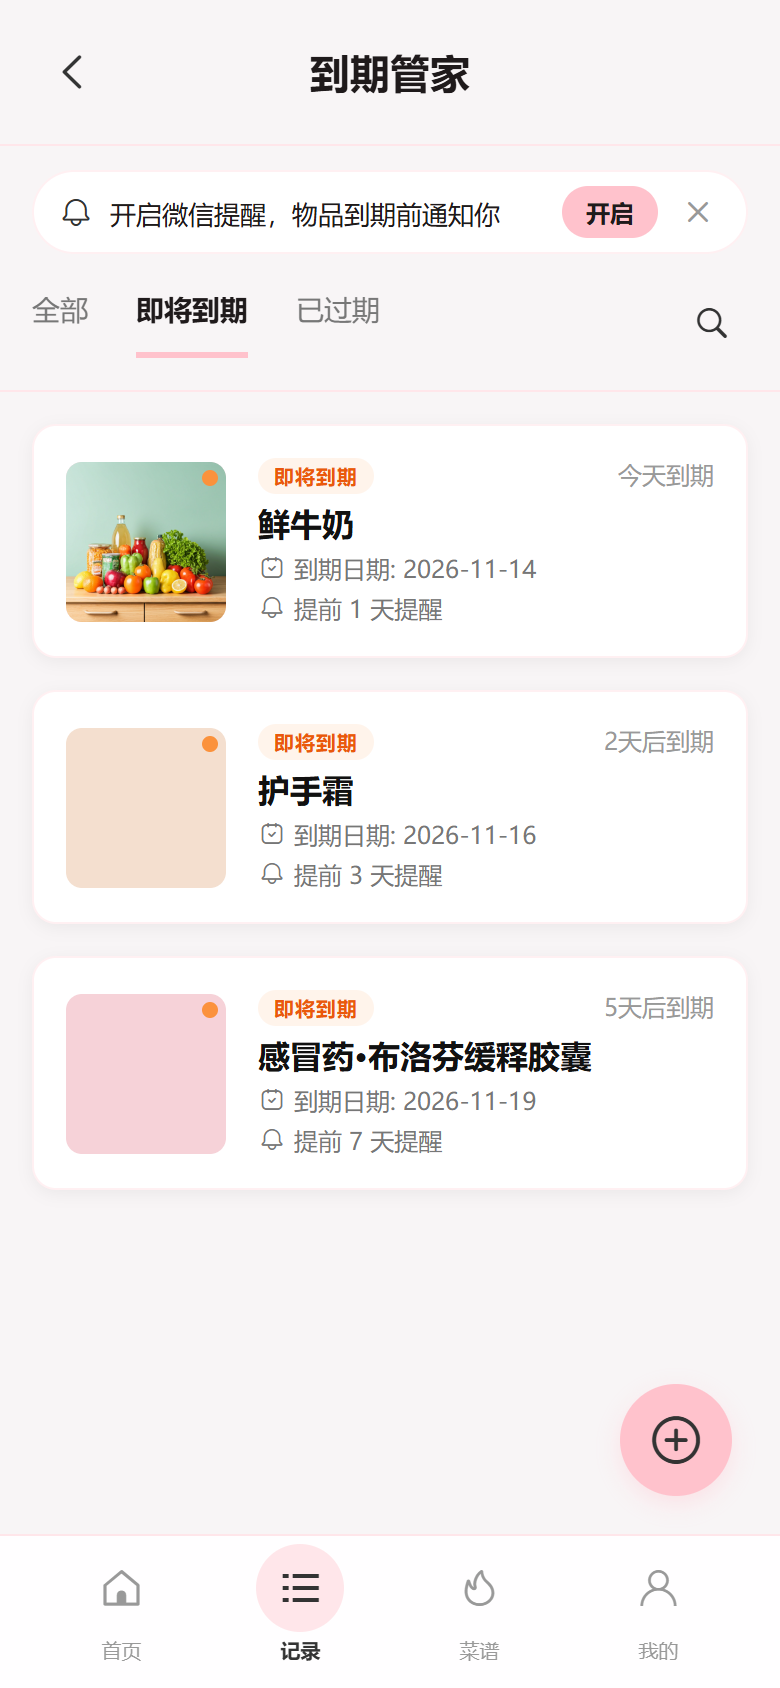 到期管家
开启微信提醒，物品到期前通知你 开启
全部 即将到期 已过期
即将到期 今天到期
鲜牛奶
到期日期: 2026-11-14
提前 1 天提醒
即将到期 2天后到期
护手霜
到期日期: 2026-11-16
提前 3 天提醒
即将到期 5天后到期
感冒药•布洛芬缓释胶囊
到期日期: 2026-11-19
提前 7 天提醒
首页 记录 菜谱 我的